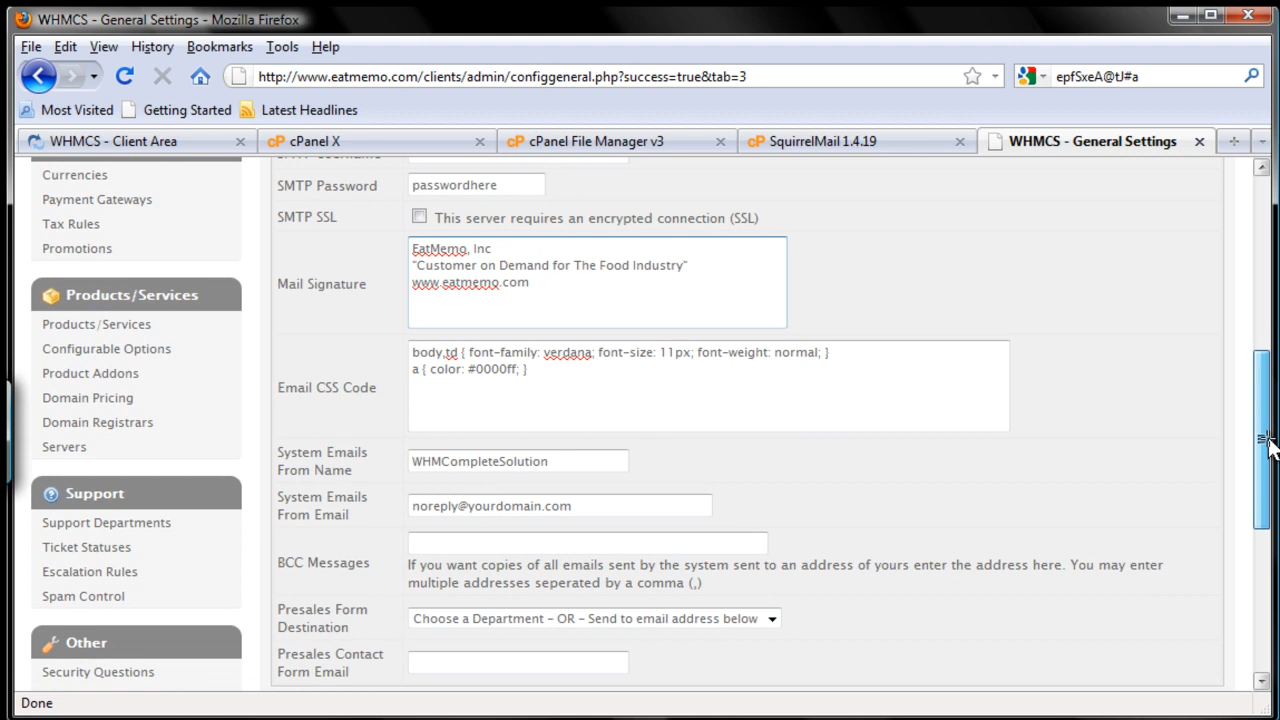 WHMCS - General Settings - Mozilla Firefox
File Edit View History Bookmarks Tools Help
http://www.eatmemo.com/clients/admin/configgeneral.php?success=true&tab=3
epfSxeA@tJ#a
Most Visited Getting Started Latest Headlines
WHMCS - Client Area
cP cPanel X
cP cPanel File Manager v3
cP SquirrelMail 1.4.19
WHMCS - General Settings
Currencies
Payment Gateways
Tax Rules
Promotions
Products/Services
Products/Services
Configurable Options
Product Addons
Domain Pricing
Domain Registrars
Servers
Support
Support Departments
Ticket Statuses
Escalation Rules
Spam Control
Other
Security Questions
SMTP Username
SMTP Password
passwordhere
SMTP SSL
This server requires an encrypted connection (SSL)
Mail Signature
EatMemo, Inc
"Customer on Demand for The Food Industry"
www.eatmemo.com
Email CSS Code
body,td { font-family: verdana; font-size: 11px; font-weight: normal; }
a { color: #0000ff; }
System Emails
From Name
WHMCompleteSolution
System Emails
From Email
noreply@yourdomain.com
BCC Messages
If you want copies of all emails sent by the system sent to an address of yours enter the address here. You may enter
multiple addresses seperated by a comma (,)
Presales Form
Destination
Choose a Department - OR - Send to email address below
Presales Contact
Form Email
Done